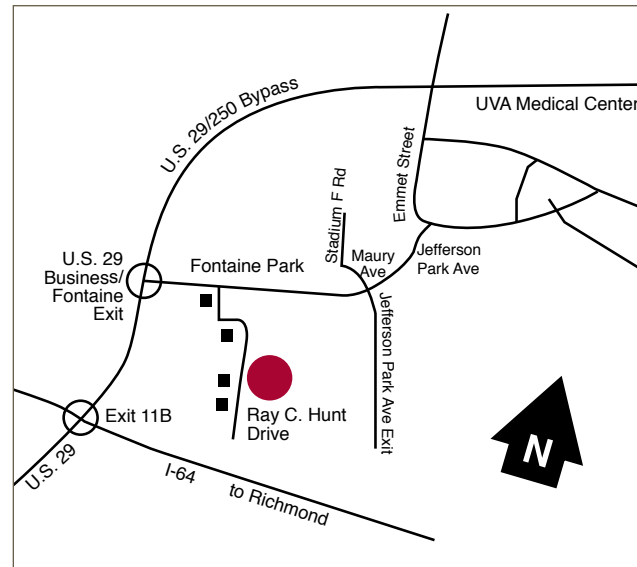 U.S. 29/250 Bypass
UVA Medical Center
Emmet Street
Stadium F Rd
Maury
Ave
Jefferson
Park Ave
U.S. 29
Business/
Fontaine
Exit
Fontaine Park
Jefferson Park Ave Exit
Ray C. Hunt
Drive
Exit 11B
U.S. 29
I-64
to Richmond
N